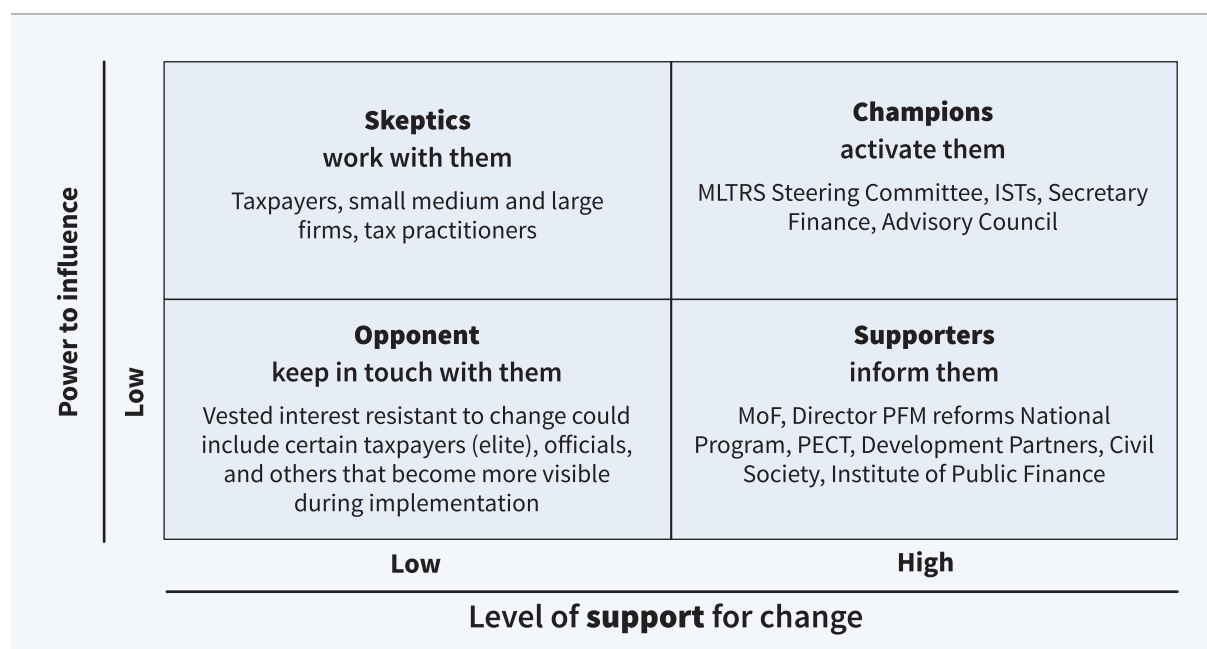 Power to influence
Low
Skeptics
work with them
Taxpayers, small medium and large
firms, tax practitioners
Champions
activate them
MLTRS Steering Committee, ISTs, Secretary
Finance, Advisory Council
Opponent
keep in touch with them
Vested interest resistant to change could
include certain taxpayers (elite), officials,
and others that become more visible
during implementation
Supporters
inform them
MoF, Director PFM reforms National
Program, PECT, Development Partners, Civil
Society, Institute of Public Finance
Low
High
Level of support for change